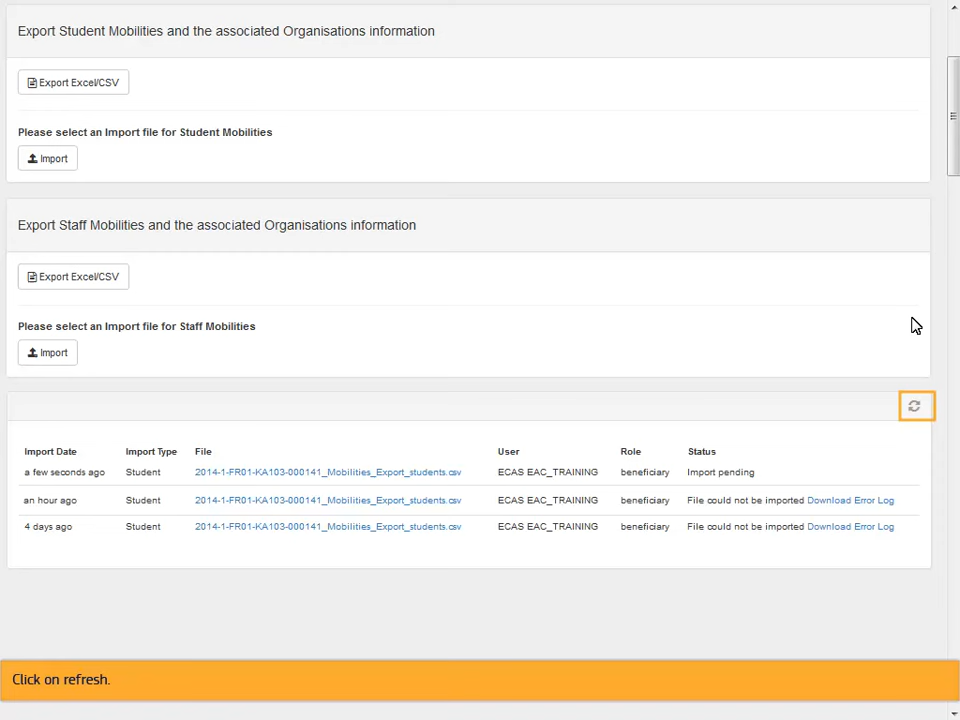 Export Student Mobilities and the associated Organisations information
Export Excel/CSV
Please select an Import file for Student Mobilities
Import
Export Staff Mobilities and the associated Organisations information
Export Excel/CSV
Please select an Import file for Staff Mobilities
Import
Import Date Import Type File User Role Status
a few seconds ago Student 2014-1-FR01-KA103-000141_Mobilities_Export_students.csv ECAS EAC_TRAINING beneficiary Import pending
an hour ago Student 2014-1-FR01-KA103-000141_Mobilities_Export_students.csv ECAS EAC_TRAINING beneficiary File could not be imported Download Error Log
4 days ago Student 2014-1-FR01-KA103-000141_Mobilities_Export_students.csv ECAS EAC_TRAINING beneficiary File could not be imported Download Error Log
Click on refresh.